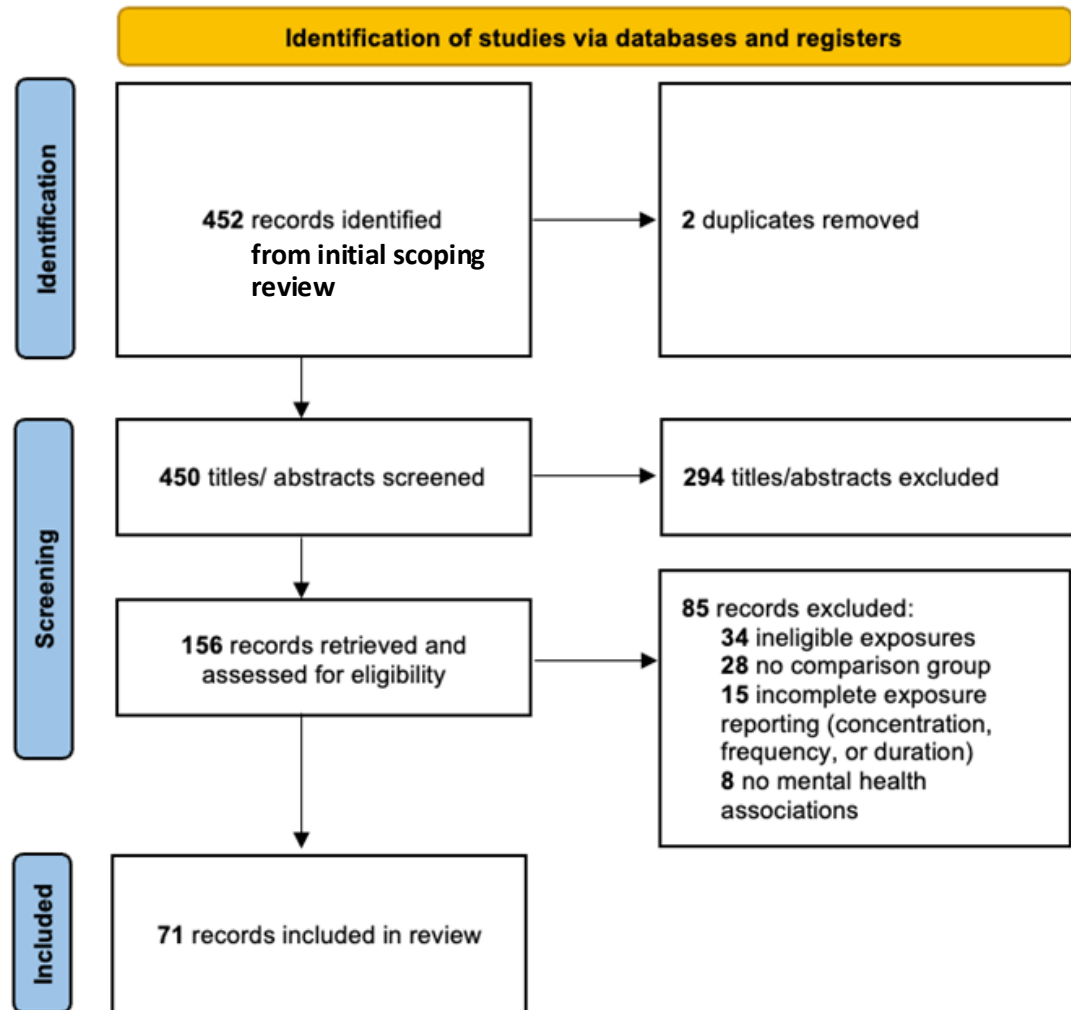 Identification of studies via databases and registers
Identification
452 records identified
from initial scoping
review
2 duplicates removed
Screening
450 titles/ abstracts screened
294 titles/abstracts excluded
156 records retrieved and
assessed for eligibility
85 records excluded:
34 ineligible exposures
28 no comparison group
15 incomplete exposure
reporting (concentration,
frequency, or duration)
8 no mental health
associations
Included
71 records included in review